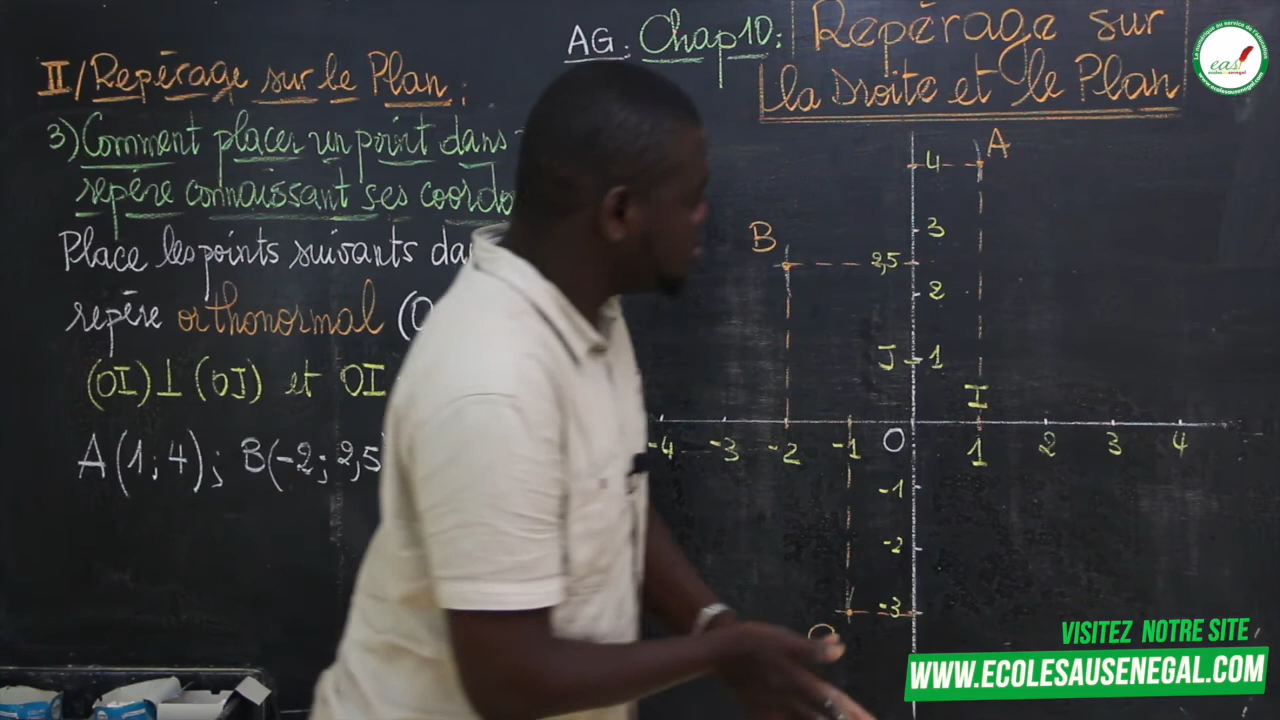 AG: Chap10:
Repérage sur
la Droite et le Plan
II/Repérage sur le Plan:
3) Comment placer un point dans
repère connaissant ses coordo
Place les points suivants da
repère orthonormal (O
(OI)⊥(OJ) et OI
A(1;4); B(-2;2,5
A
4
B
3
2,5
2
J 1
I
-4 -3 -2 -1 O 1 2 3 4
-1
-2
-3
eas!
ecolesausenegal
VISITEZ NOTRE SITE
WWW.ECOLESAUSENEGAL.COM